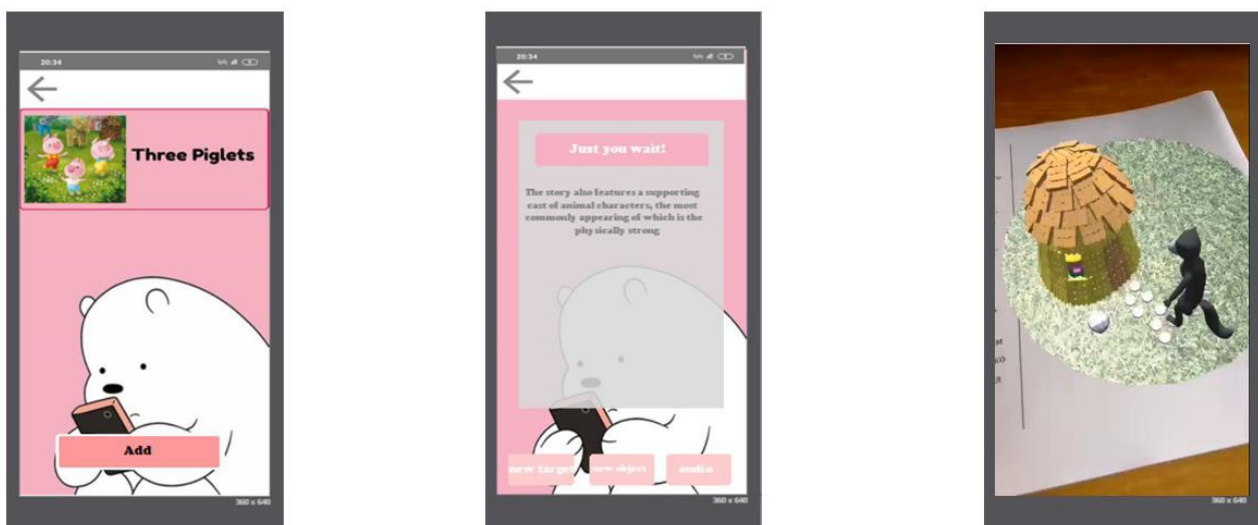 20:34
Three Piglets
Add
360 x 640
20:34
Just you wait!
The story also features a supporting
cast of animal characters, the most
commonly appearing of which is the
physically strong
new target
new object
audio
360 x 640
360 x 640